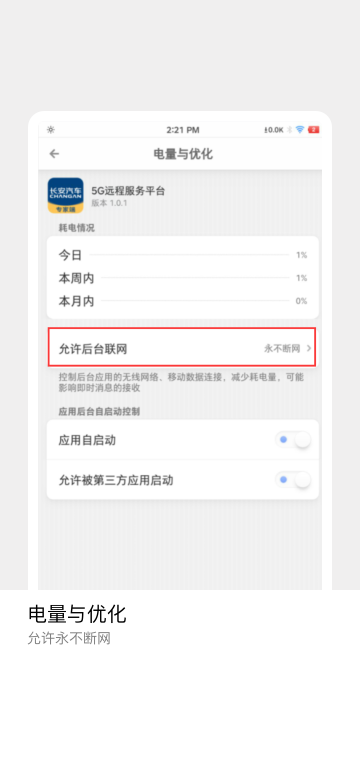 2:21 PM
0.0K
电量与优化
长安汽车
CHANGAN
专家端
5G远程服务平台
版本 1.0.1
耗电情况
今日 1%
本周内 1%
本月内 0%
允许后台联网 永不断网
控制后台应用的无线网络、移动数据连接，减少耗电量，可能
影响即时消息的接收
应用后台自启动控制
应用自启动
允许被第三方应用启动
电量与优化
允许永不断网